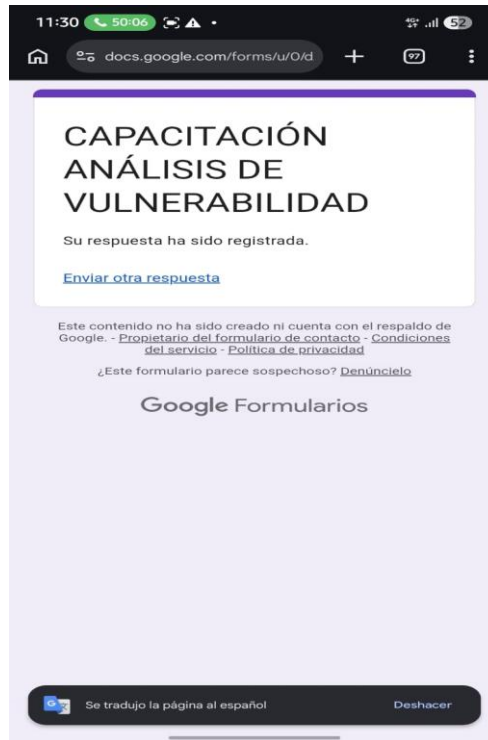 11:30 50:06 4G+ 52
docs.google.com/forms/u/0/d 97
CAPACITACIÓN
ANÁLISIS DE
VULNERABILIDAD
Su respuesta ha sido registrada.
Enviar otra respuesta
Este contenido no ha sido creado ni cuenta con el respaldo de
Google. - Propietario del formulario de contacto - Condiciones
del servicio - Política de privacidad
¿Este formulario parece sospechoso? Denúncielo
Google Formularios
Se tradujo la página al español Deshacer